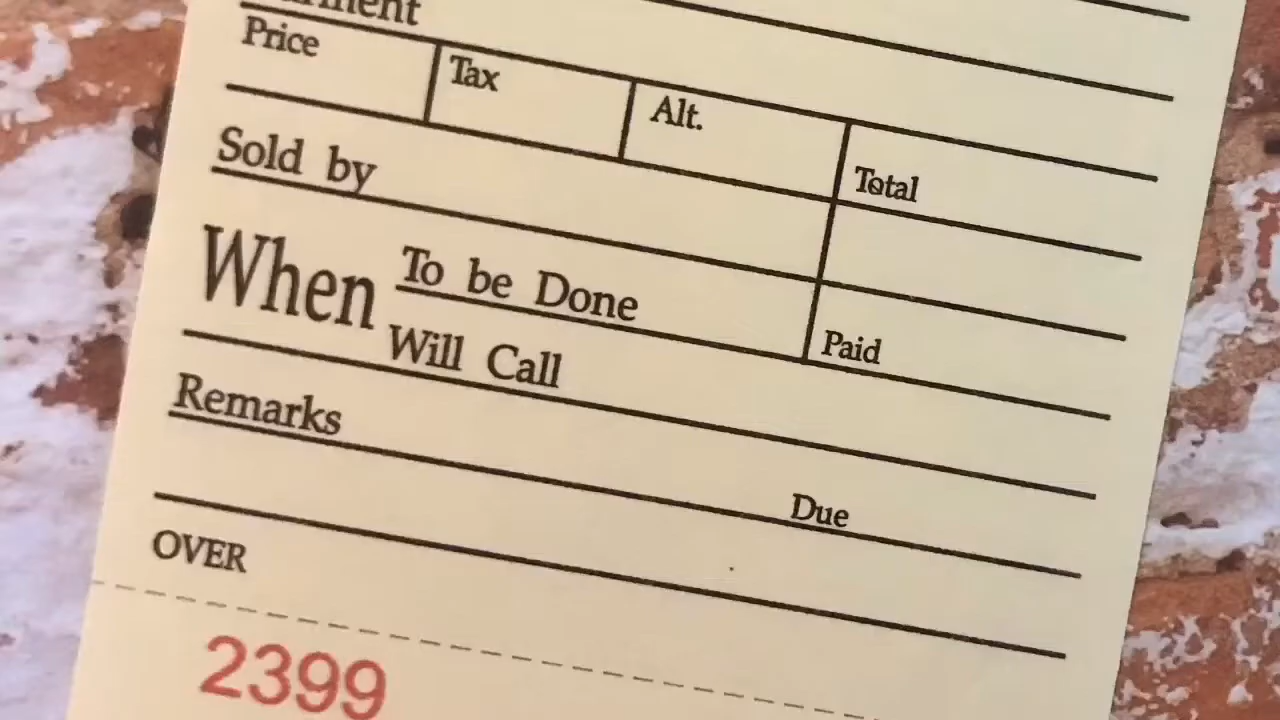 Price Tax Alt. Total
Sold by
When To be Done
Will Call Paid
Remarks
Due
OVER
2399